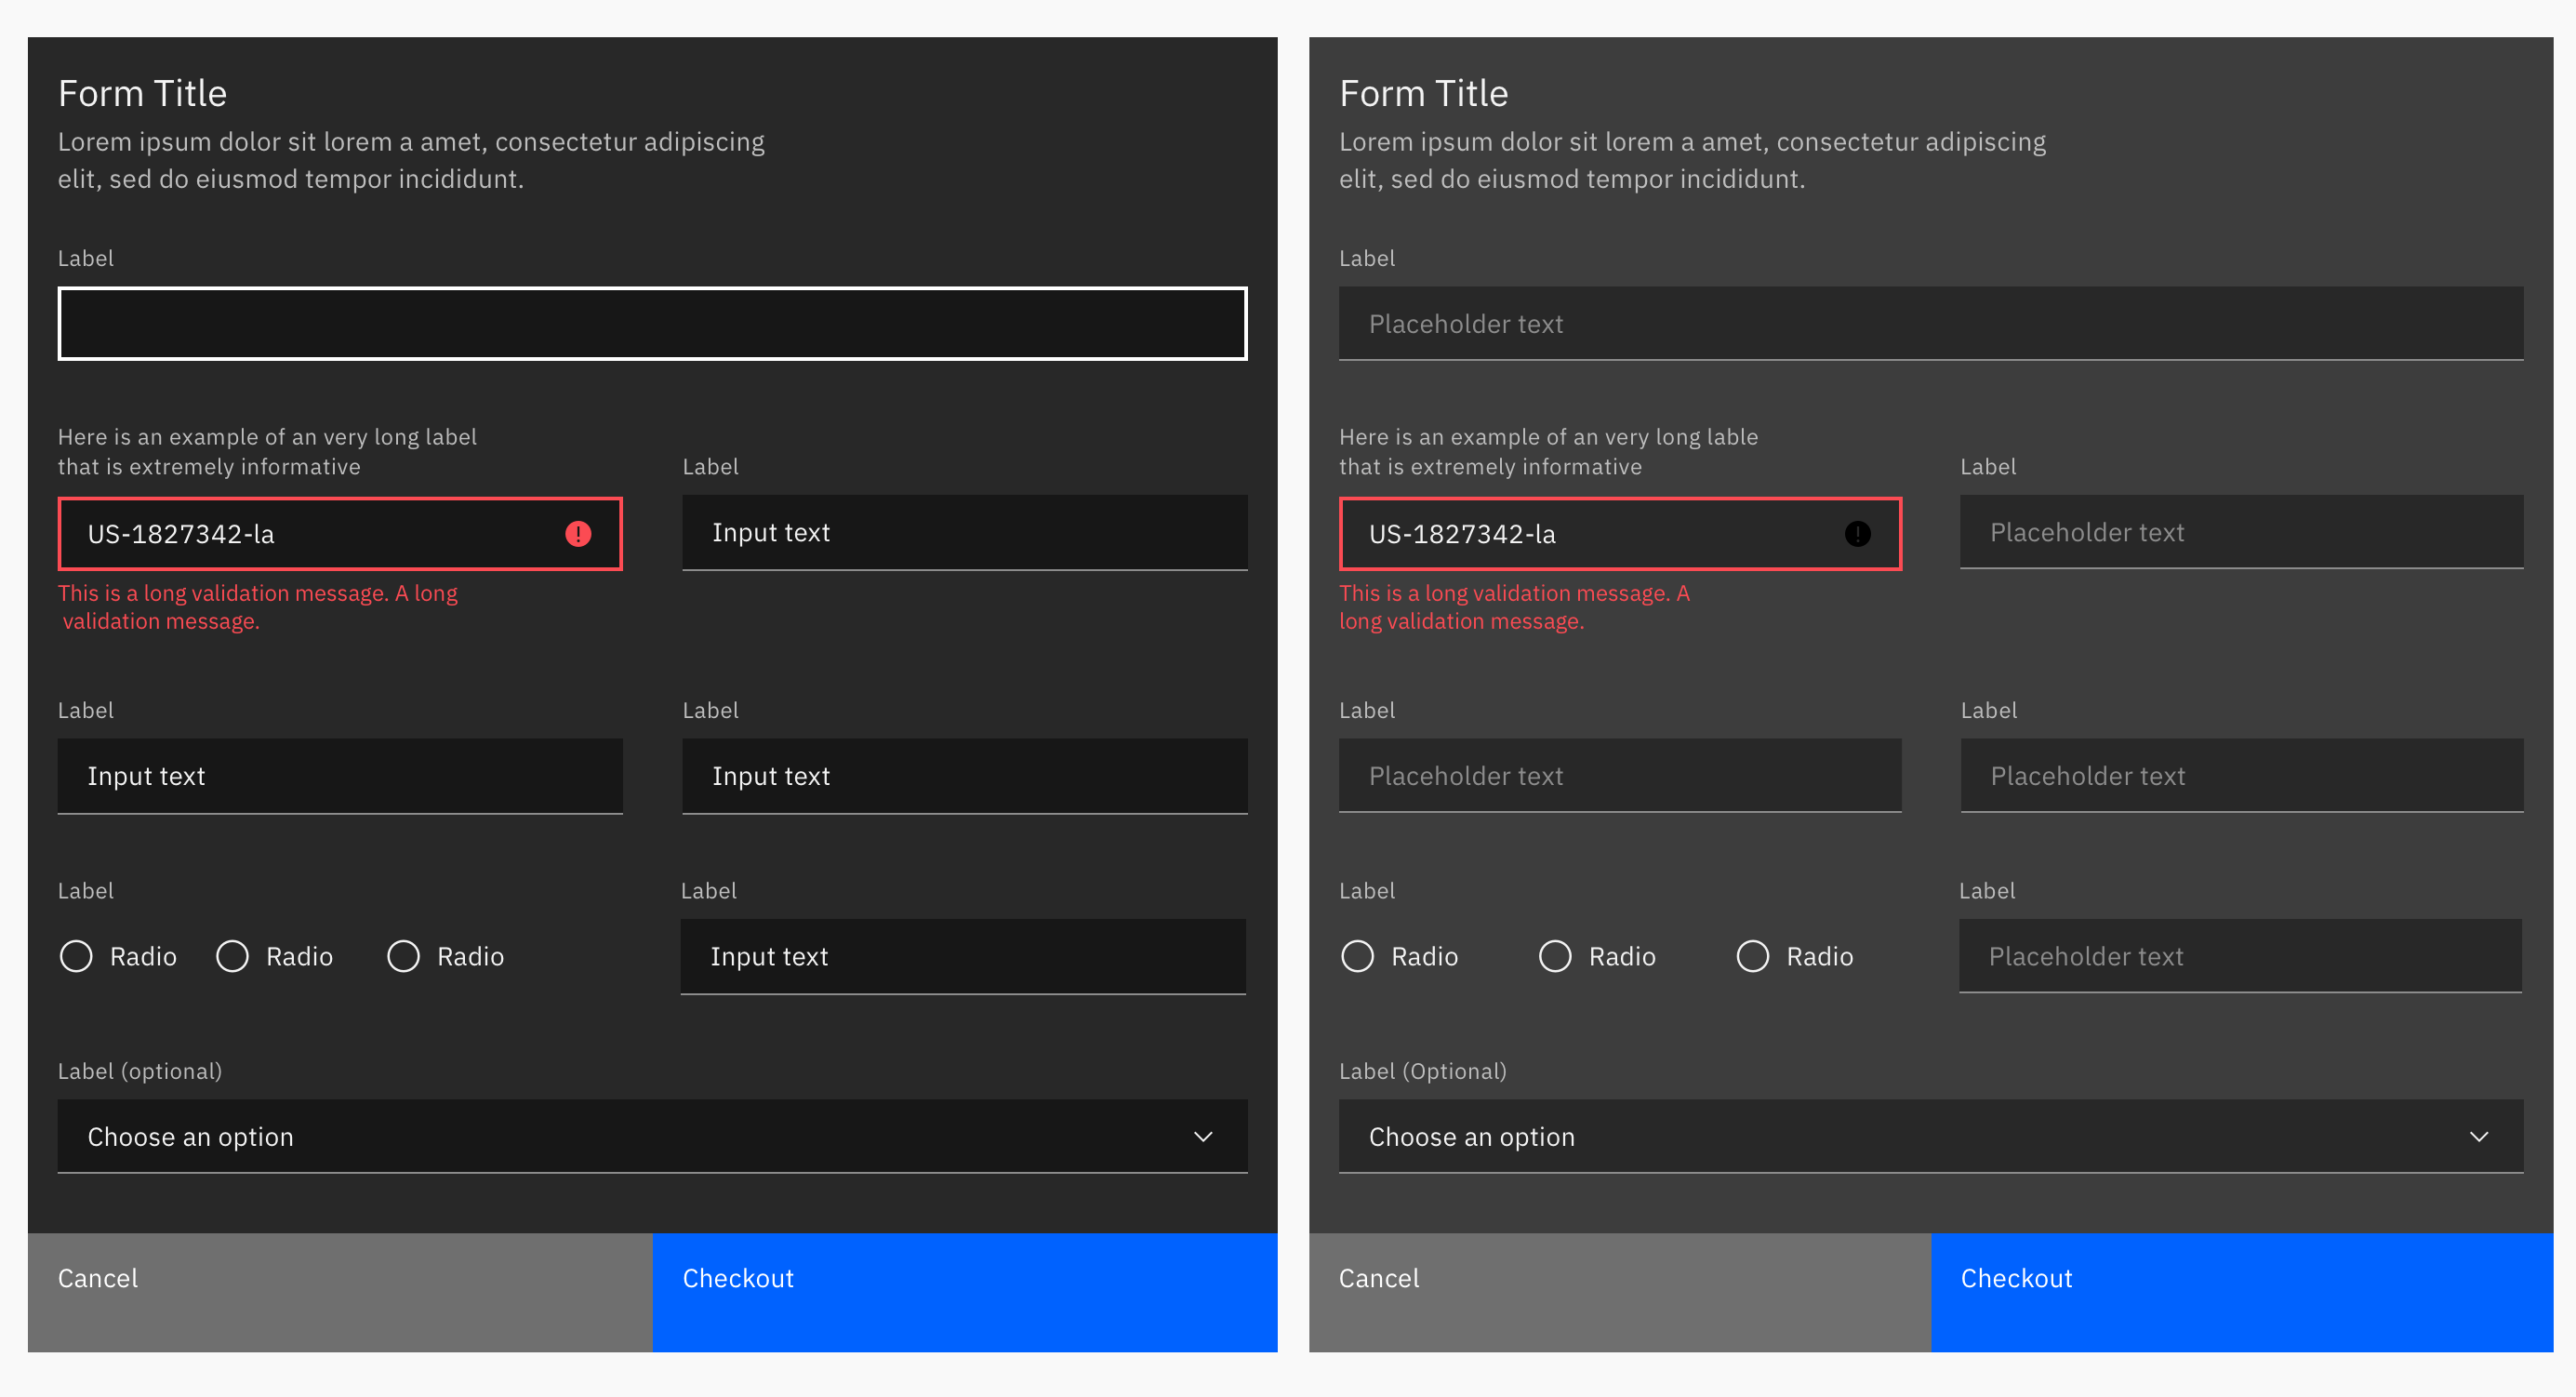 Form Title
Lorem ipsum dolor sit lorem a amet, consectetur adipiscing
elit, sed do eiusmod tempor incididunt.
Label
Here is an example of an very long label
that is extremely informative
Label
US-1827342-la
Input text
This is a long validation message. A long
validation message.
Label
Label
Input text
Input text
Label
Label
Radio
Radio
Radio
Input text
Label (optional)
Choose an option
Cancel
Checkout
Form Title
Lorem ipsum dolor sit lorem a amet, consectetur adipiscing
elit, sed do eiusmod tempor incididunt.
Label
Placeholder text
Here is an example of an very long lable
that is extremely informative
Label
US-1827342-la
Placeholder text
This is a long validation message. A
long validation message.
Label
Label
Placeholder text
Placeholder text
Label
Label
Radio
Radio
Radio
Placeholder text
Label (Optional)
Choose an option
Cancel
Checkout